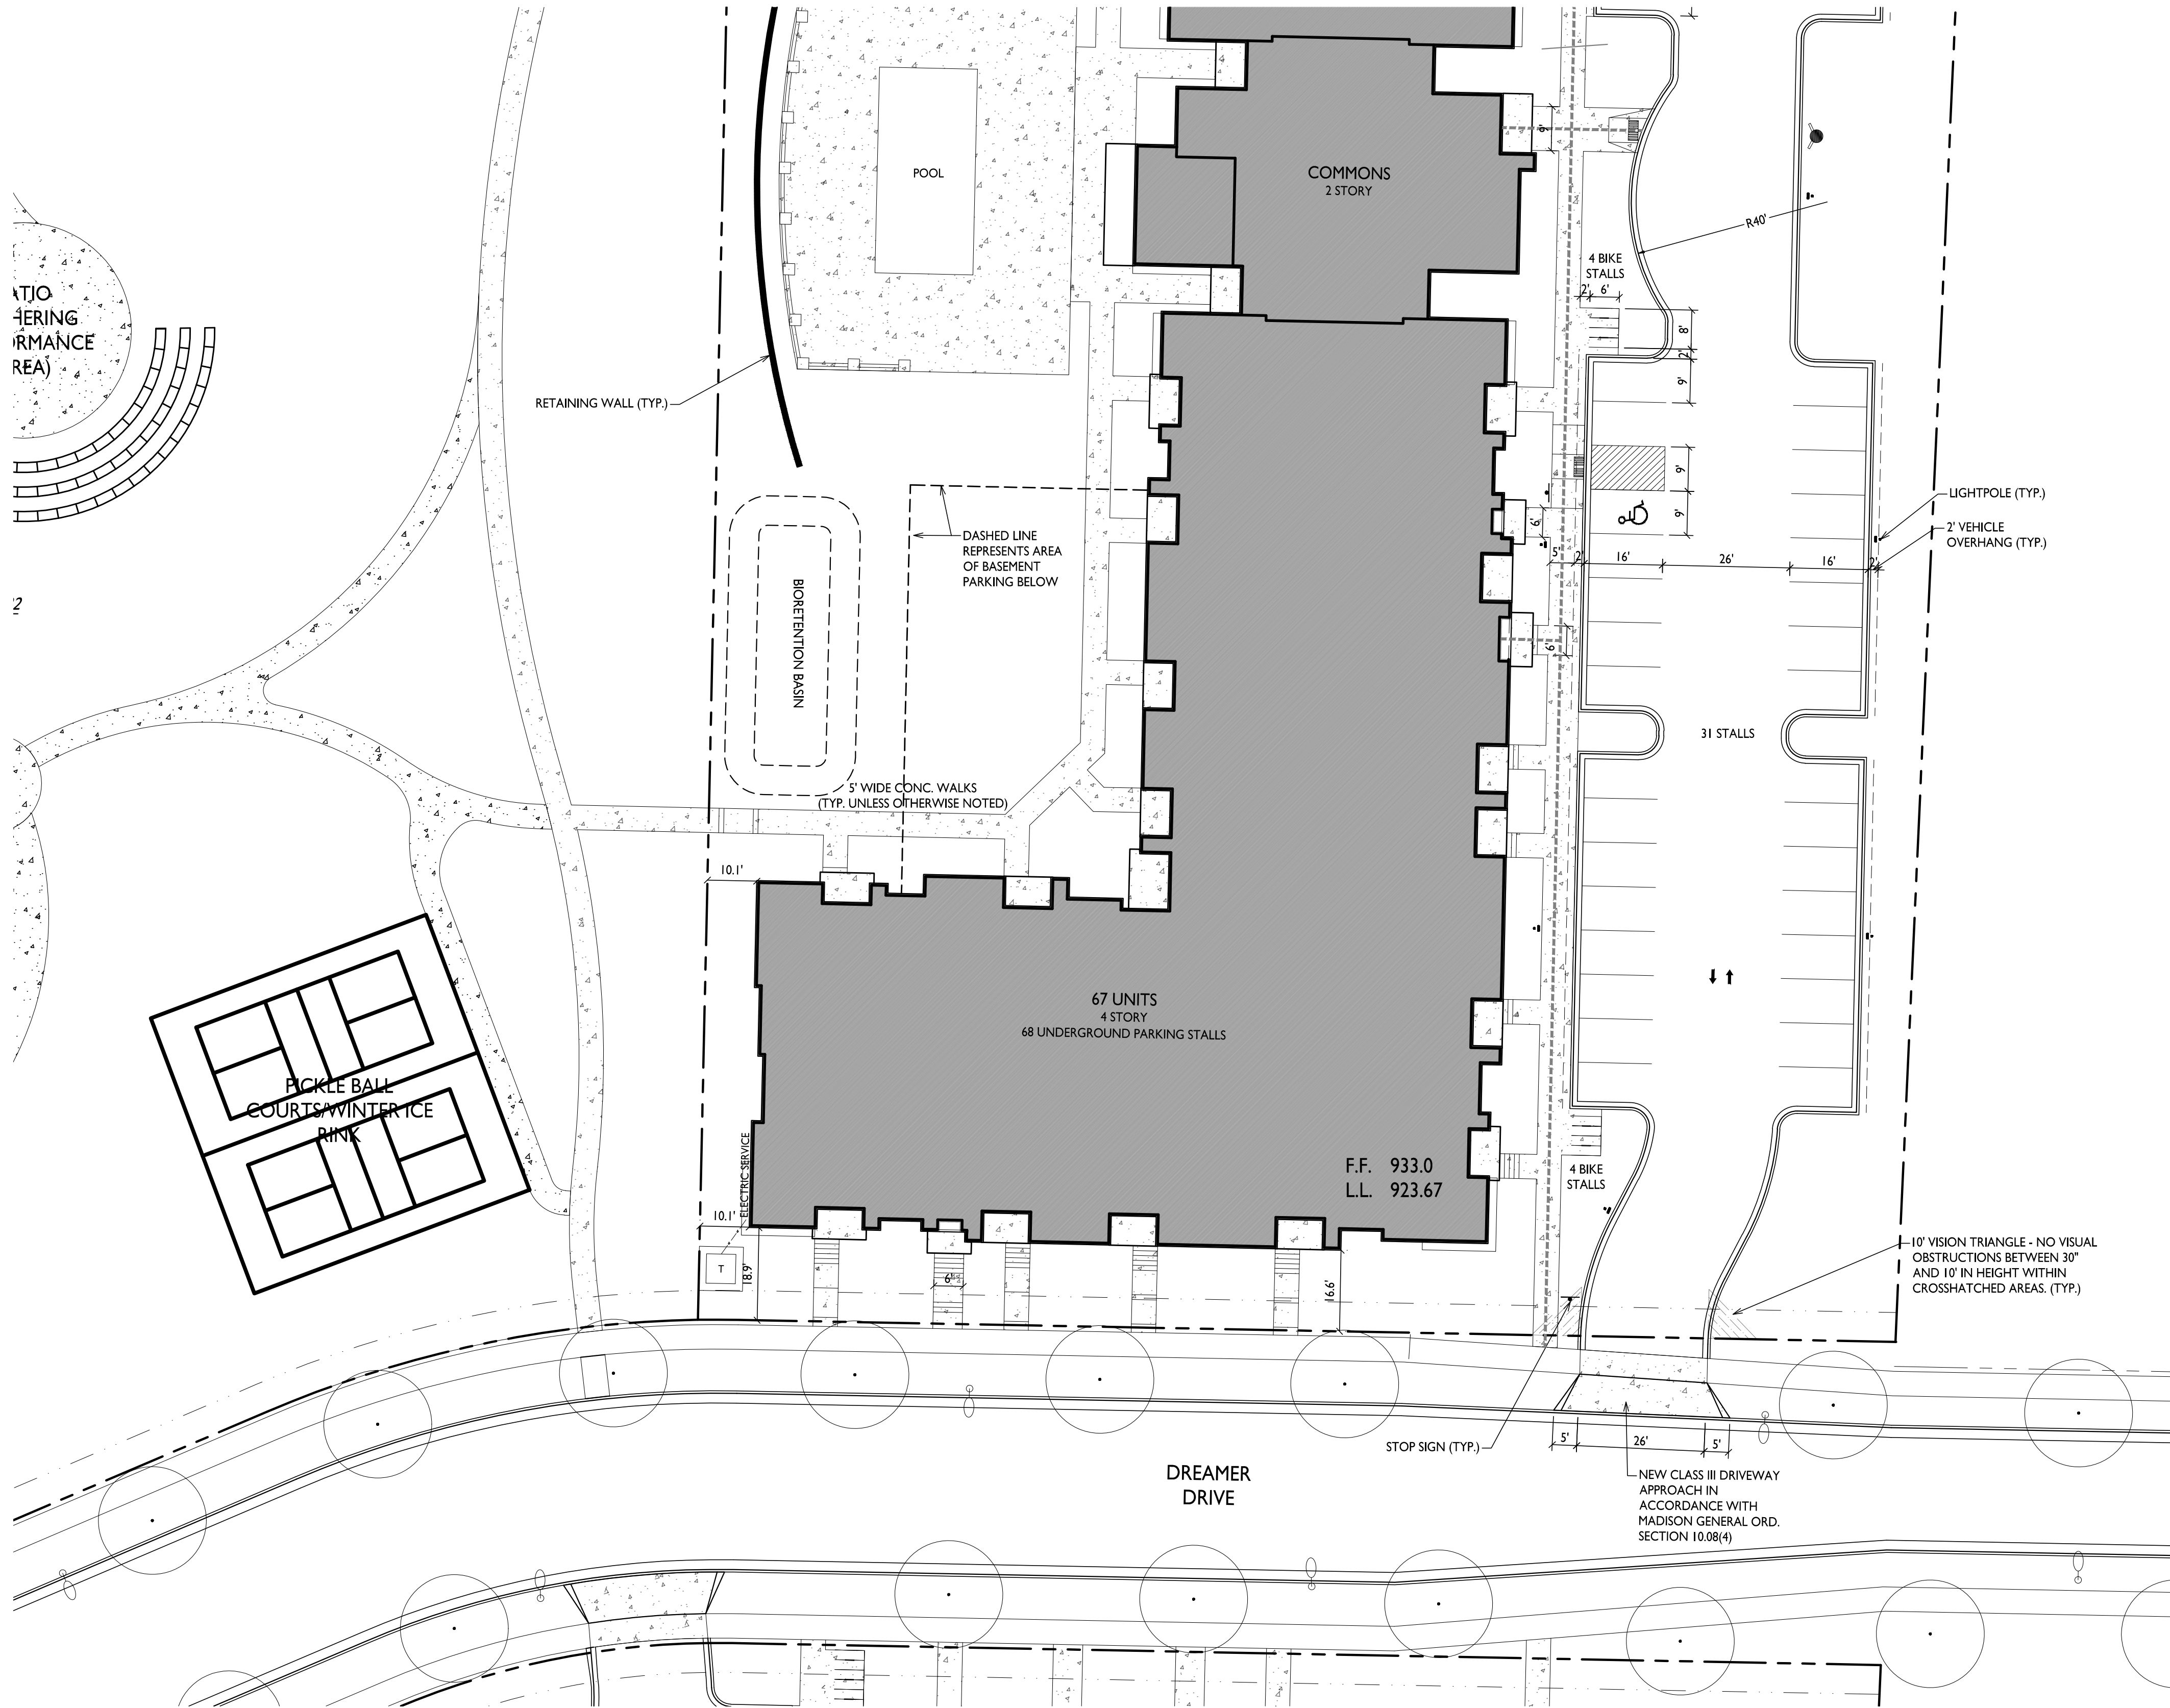 POOL
COMMONS
2 STORY
9'
R40'
4 BIKE
STALLS
2' 6'
8'
2'
9'
ATIO
HERING
ORMANCE
REA)
RETAINING WALL (TYP.)
9'
9'
LIGHTPOLE (TYP.)
2' VEHICLE
OVERHANG (TYP.)
DASHED LINE
REPRESENTS AREA
OF BASEMENT
PARKING BELOW
6'
5' 2' 16' 26' 16' 2'
BIORETENTION BASIN
6'
31 STALLS
5' WIDE CONC. WALKS
(TYP. UNLESS OTHERWISE NOTED)
10.1'
67 UNITS
4 STORY
68 UNDERGROUND PARKING STALLS
PICKLE BALL
COURTS/WINTER ICE
RINK
ELECTRIC SERVICE
F.F. 933.0
L.L. 923.67
4 BIKE
STALLS
10.1'
T
18.9'
6'
16.6'
10' VISION TRIANGLE - NO VISUAL
OBSTRUCTIONS BETWEEN 30"
AND 10' IN HEIGHT WITHIN
CROSSHATCHED AREAS. (TYP.)
STOP SIGN (TYP.)
5' 26' 5'
DREAMER
DRIVE
NEW CLASS III DRIVEWAY
APPROACH IN
ACCORDANCE WITH
MADISON GENERAL ORD.
SECTION 10.08(4)